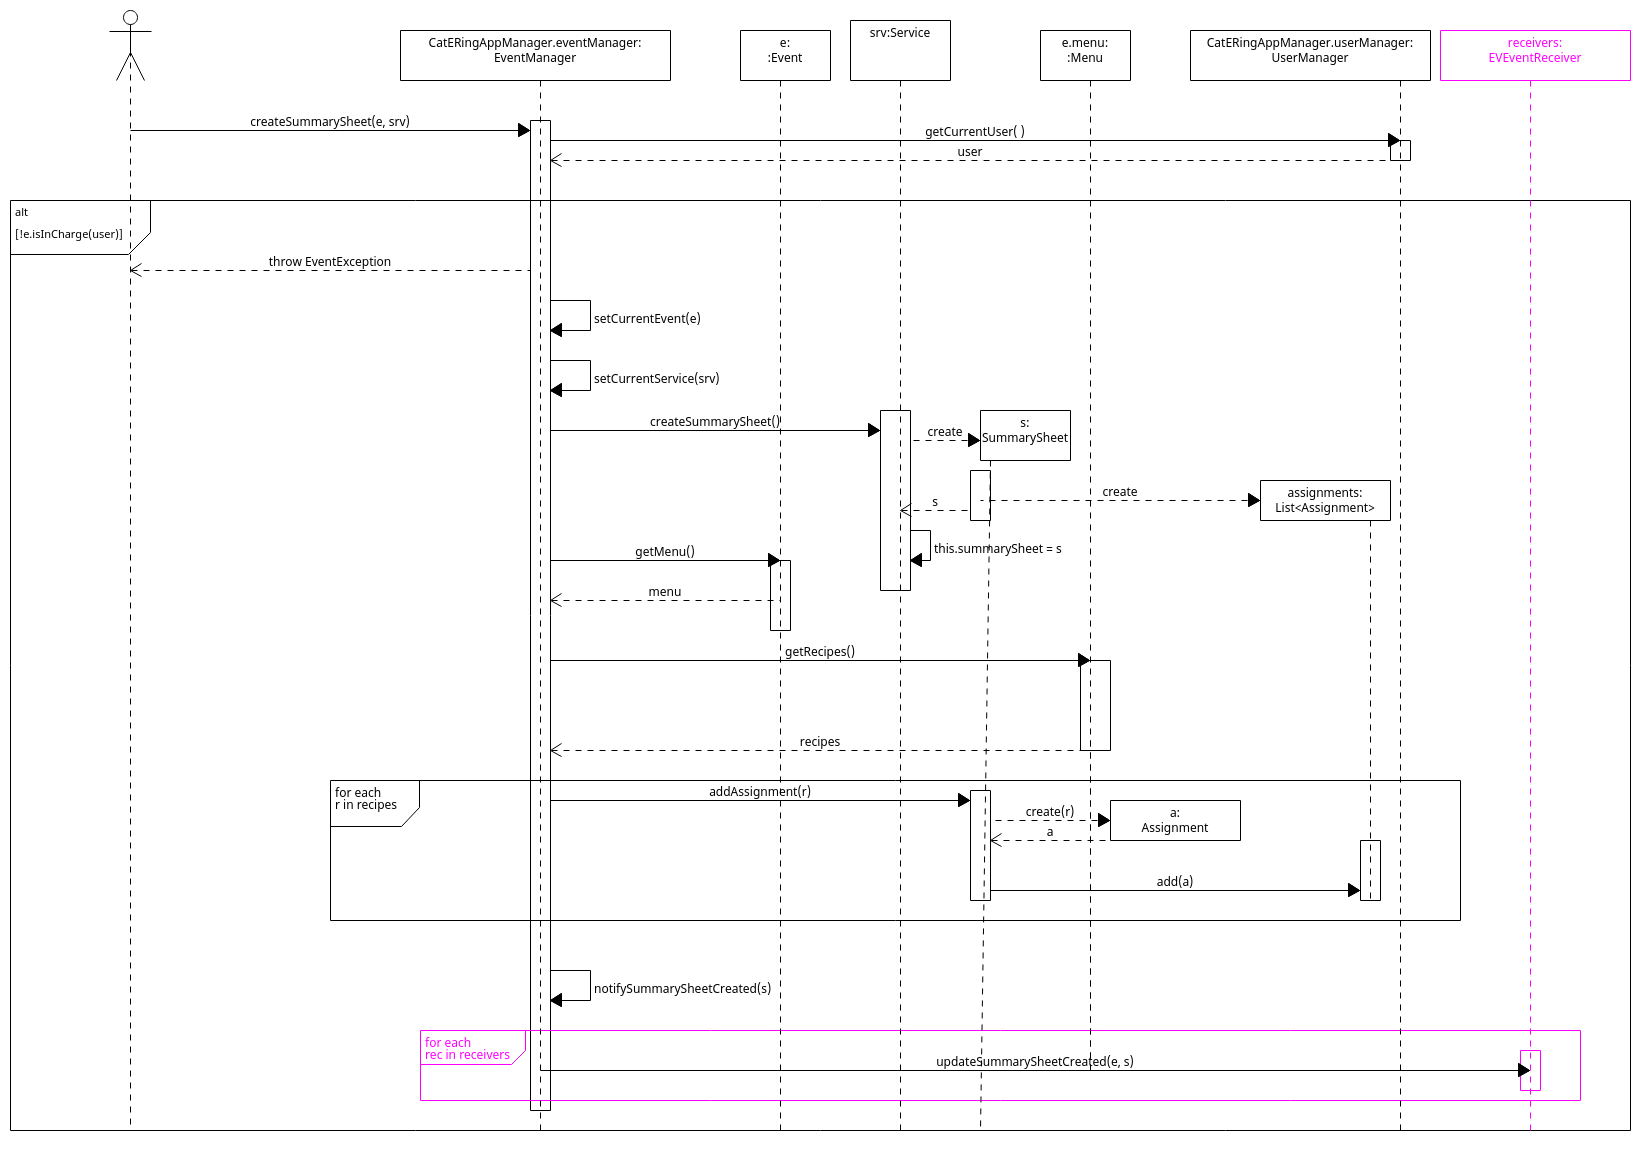 CatERingAppManager.eventManager:
EventManager
e:
:Event
srv:Service
e.menu:
:Menu
CatERingAppManager.userManager:
UserManager
receivers:
EVEventReceiver
createSummarySheet(e, srv)
getCurrentUser( )
user
alt
[!e.isInCharge(user)]
throw EventException
setCurrentEvent(e)
setCurrentService(srv)
createSummarySheet()
create
s:
SummarySheet
create
assignments:
List<Assignment>
s
this.summarySheet = s
getMenu()
menu
getRecipes()
recipes
for each
r in recipes
addAssignment(r)
create(r)
a:
Assignment
a
add(a)
notifySummarySheetCreated(s)
for each
rec in receivers
updateSummarySheetCreated(e, s)